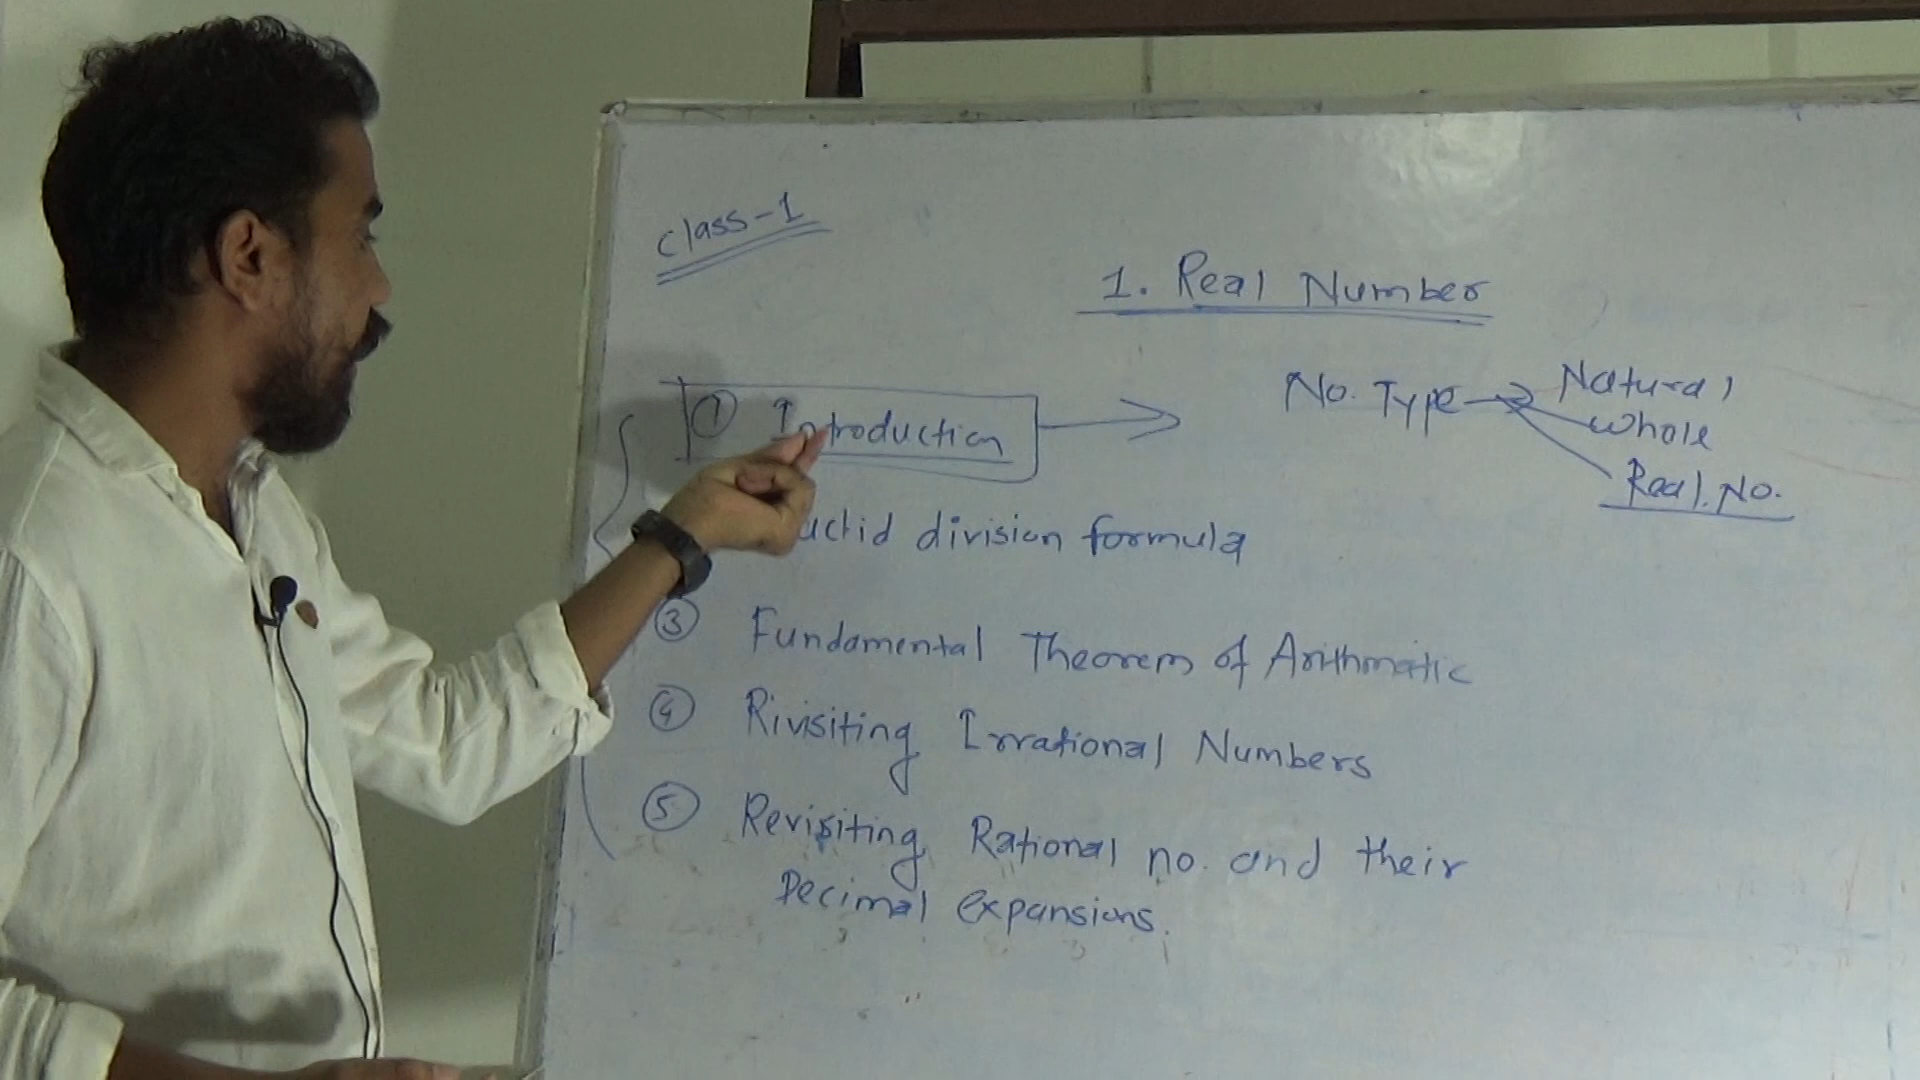 Class-1
1. Real Number
① Introduction
No. Type
Natural
Whole
Real. No.
division formula
③ Fundamental Theorem of Arithmatic
④ Rivisiting Irrational Numbers
⑤ Revisiting Rational no. and their
Decimal expansions.